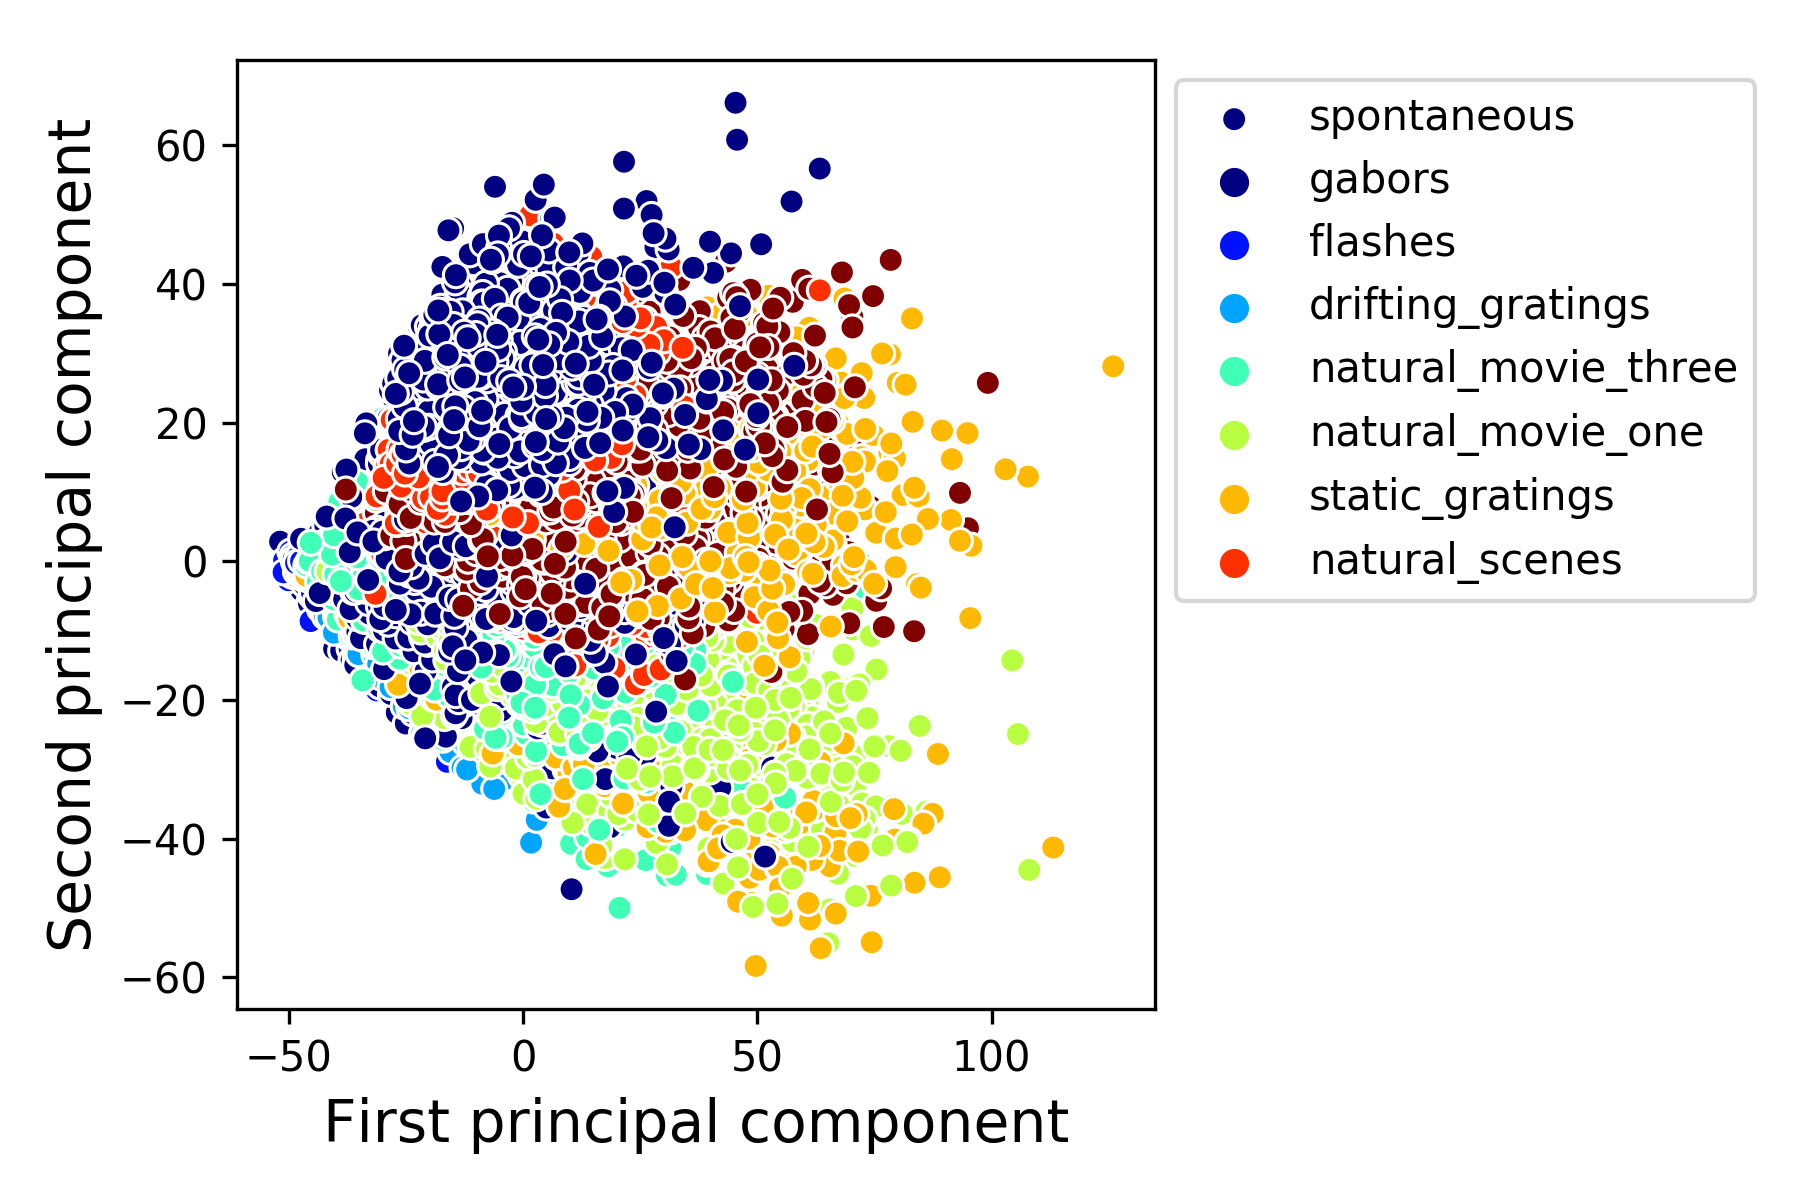 spontaneous
gabors
flashes
drifting_gratings
natural_movie_three
natural_movie_one
static_gratings
natural_scenes
60
40
20
0
−20
−40
−60
Second principal component
−50
0
50
100
First principal component